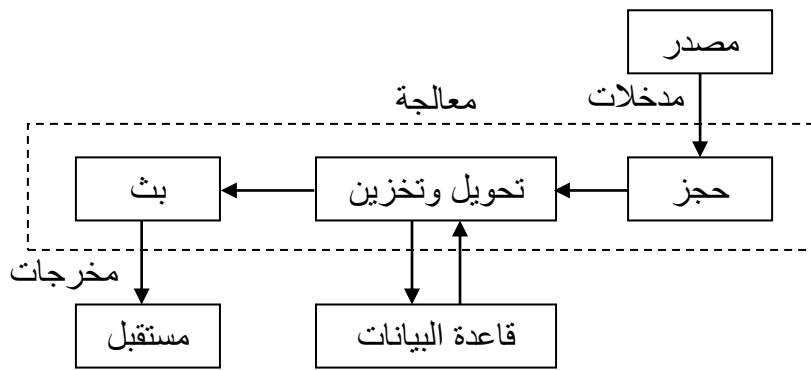 مصدر
مدخلات
معالجة
حجز
تحويل وتخزين
بث
مخرجات
قاعدة البيانات
مستقبل